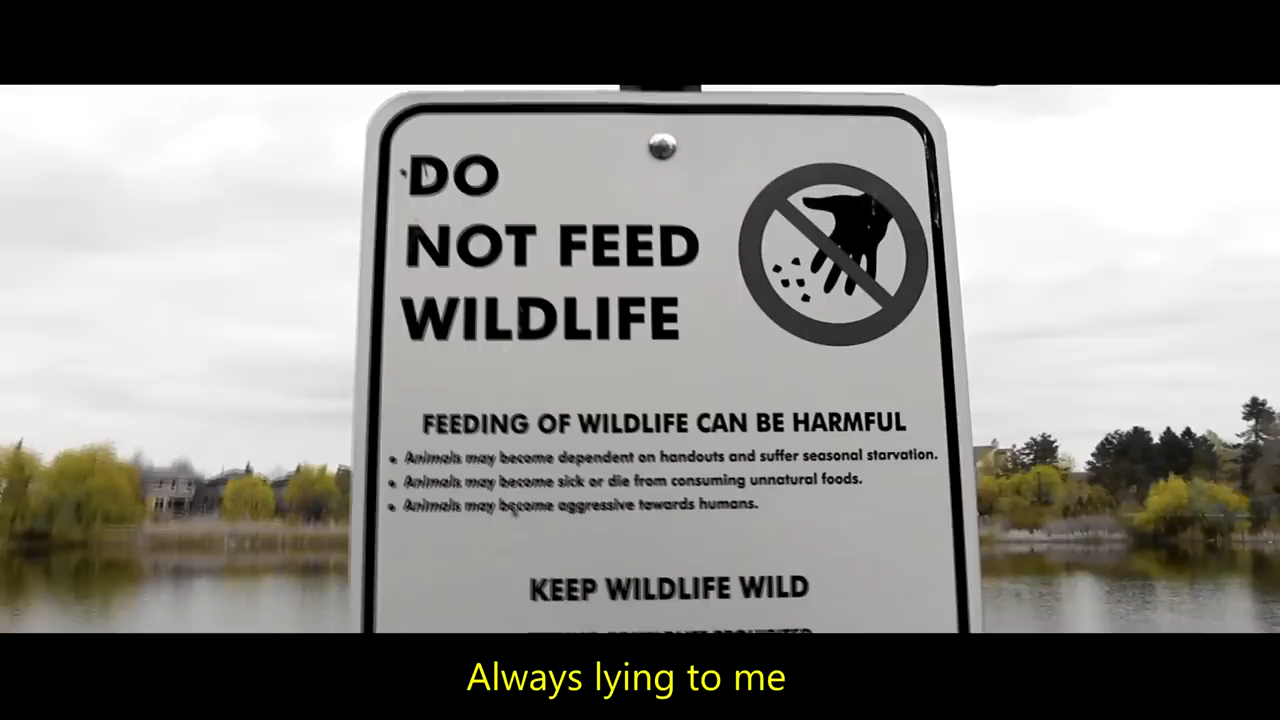 DO
NOT FEED
WILDLIFE
FEEDING OF WILDLIFE CAN BE HARMFUL
• Animals may become dependent on handouts and suffer seasonal starvation.
• Animals may become sick or die from consuming unnatural foods.
• Animals may become aggressive towards humans.
KEEP WILDLIFE WILD
Always lying to me